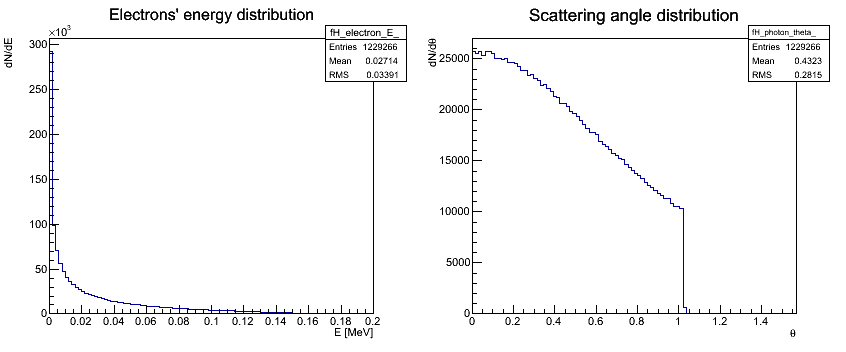 Electrons' energy distribution
dN/dE
fH_electron_E_
Entries 1229266
Mean 0.02714
RMS 0.03391
×10³
300
250
200
150
100
50
0
0 0.02 0.04 0.06 0.08 0.1 0.12 0.14 0.16 0.18 0.2
E [MeV]
Scattering angle distribution
dN/dθ
fH_photon_theta_
Entries 1229266
Mean 0.4323
RMS 0.2815
25000
20000
15000
10000
5000
0
0 0.2 0.4 0.6 0.8 1 1.2 1.4
θ